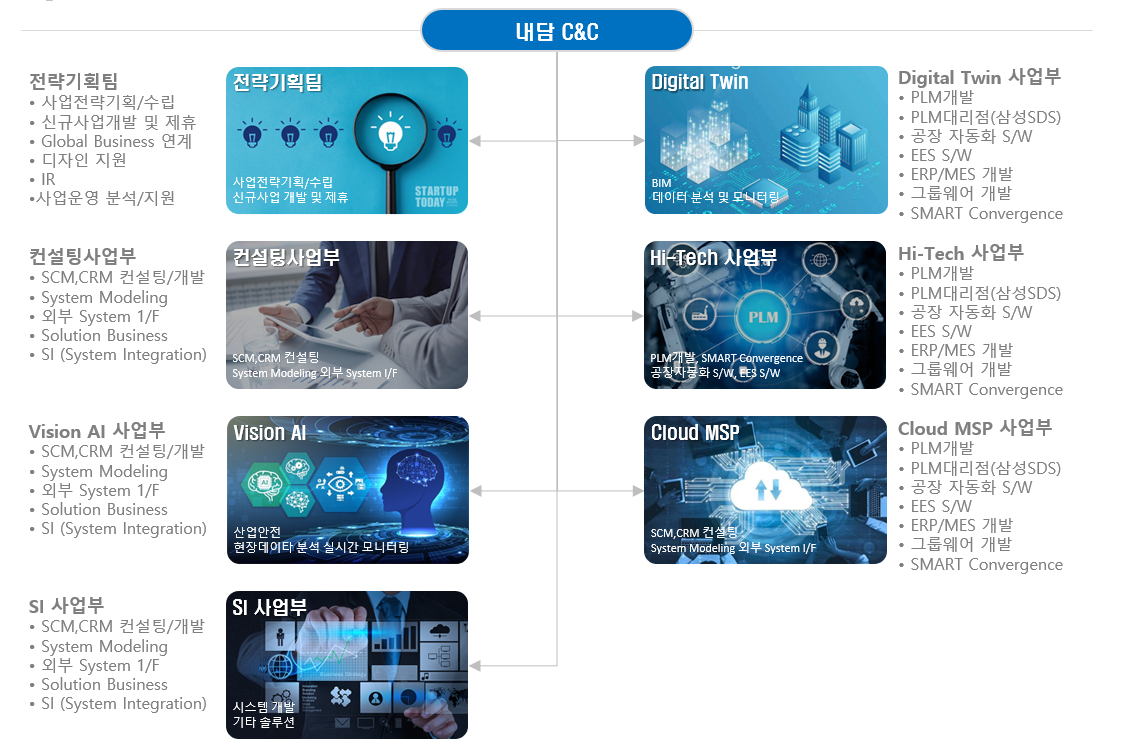 내담 C&C
전략기획팀
• 사업전략기획/수립
• 신규사업개발 및 제휴
• Global Business 연계
• 디자인 지원
• IR
•사업운영 분석/지원
전략기획팀
사업전략기획/수립
신규사업 개발 및 제휴
STARTUP
TODAY
Digital Twin
BIM
데이터 분석 및 모니터링
Digital Twin 사업부
• PLM개발
• PLM대리점(삼성SDS)
• 공장 자동화 S/W
• EES S/W
• ERP/MES 개발
• 그룹웨어 개발
• SMART Convergence
컨설팅사업부
• SCM,CRM 컨설팅/개발
• System Modeling
• 외부 System 1/F
• Solution Business
• SI (System Integration)
컨설팅사업부
SCM,CRM 컨설팅
System Modeling 외부 System I/F
Hi-Tech 사업부
PLM
PLM개발, SMART Convergence
공장자동화 S/W, EES S/W
Hi-Tech 사업부
• PLM개발
• PLM대리점(삼성SDS)
• 공장 자동화 S/W
• EES S/W
• ERP/MES 개발
• 그룹웨어 개발
• SMART Convergence
Vision AI 사업부
• SCM,CRM 컨설팅/개발
• System Modeling
• 외부 System 1/F
• Solution Business
• SI (System Integration)
Vision AI
AI
산업안전
현장데이타 분석 실시간 모니터링
Cloud MSP
SCM,CRM 컨설팅
System Modeling 외부 System I/F
Cloud MSP 사업부
• PLM개발
• PLM대리점(삼성SDS)
• 공장 자동화 S/W
• EES S/W
• ERP/MES 개발
• 그룹웨어 개발
• SMART Convergence
SI 사업부
• SCM,CRM 컨설팅/개발
• System Modeling
• 외부 System 1/F
• Solution Business
• SI (System Integration)
SI 사업부
Business Strategy
시스템 개발
기타 솔루션